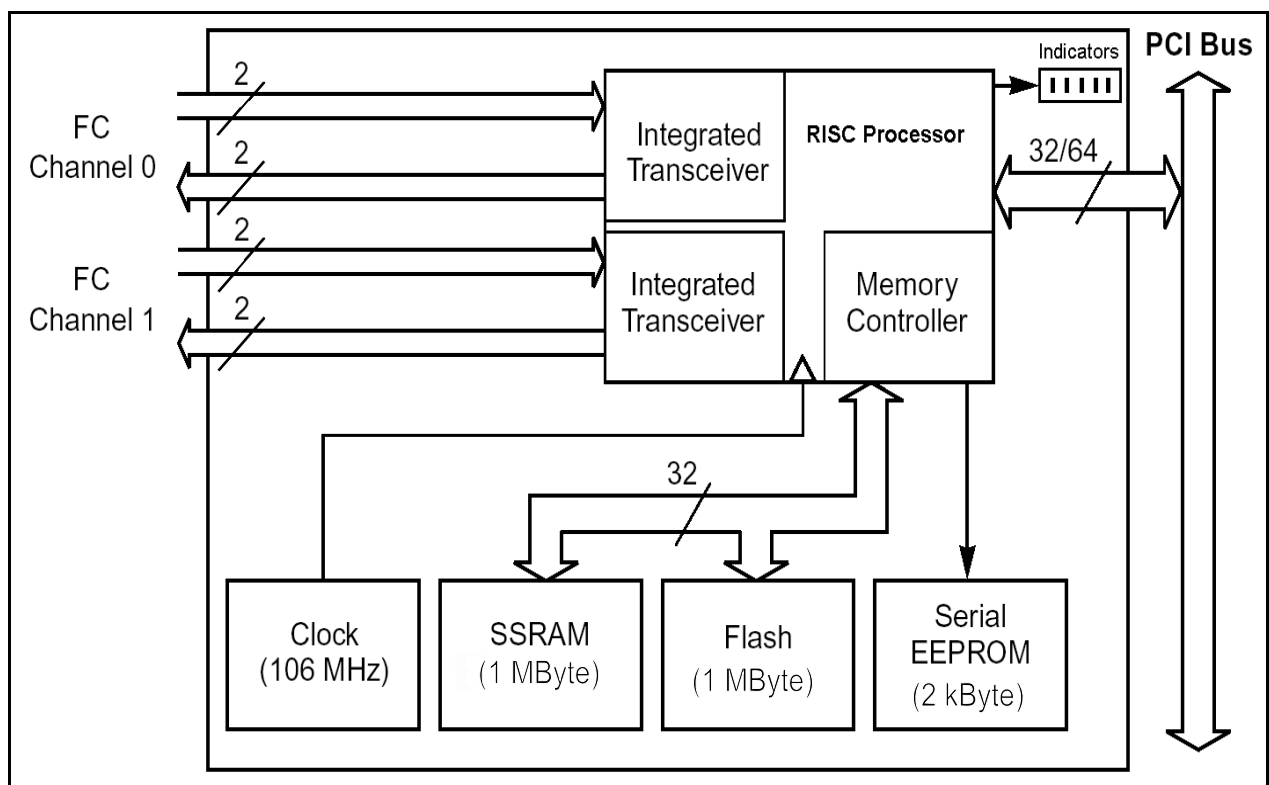 Indicators
PCI Bus
2
FC
Channel 0
2
Integrated
Transceiver
RISC Processor
32/64
2
FC
Channel 1
2
Integrated
Transceiver
Memory
Controller
32
Clock
(106 MHz)
SSRAM
(1 MByte)
Flash
(1 MByte)
Serial
EEPROM
(2 kByte)